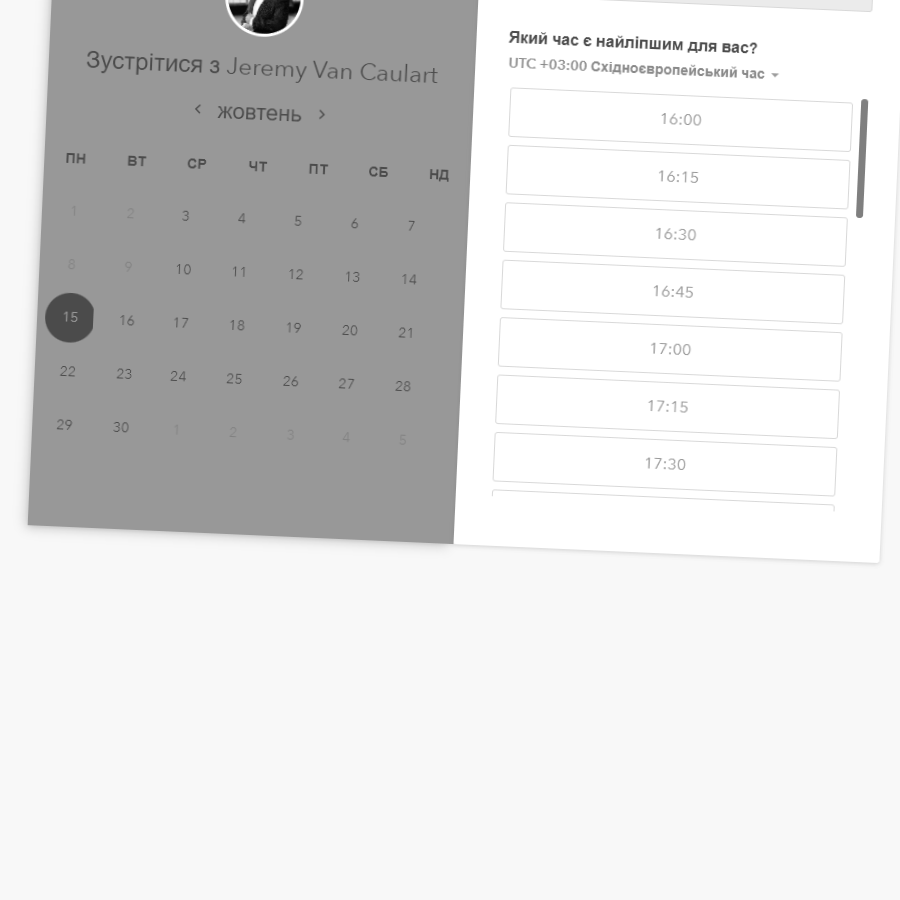 Зустрітися з Jeremy Van Caulart
жовтень
ПН ВТ СР ЧТ ПТ СБ НД
1 2 3 4 5 6 7
8 9 10 11 12 13 14
15 16 17 18 19 20 21
22 23 24 25 26 27 28
29 30 1 2 3 4 5
Який час є найліпшим для вас?
UTC +03:00 Східноєвропейський час
16:00
16:15
16:30
16:45
17:00
17:15
17:30